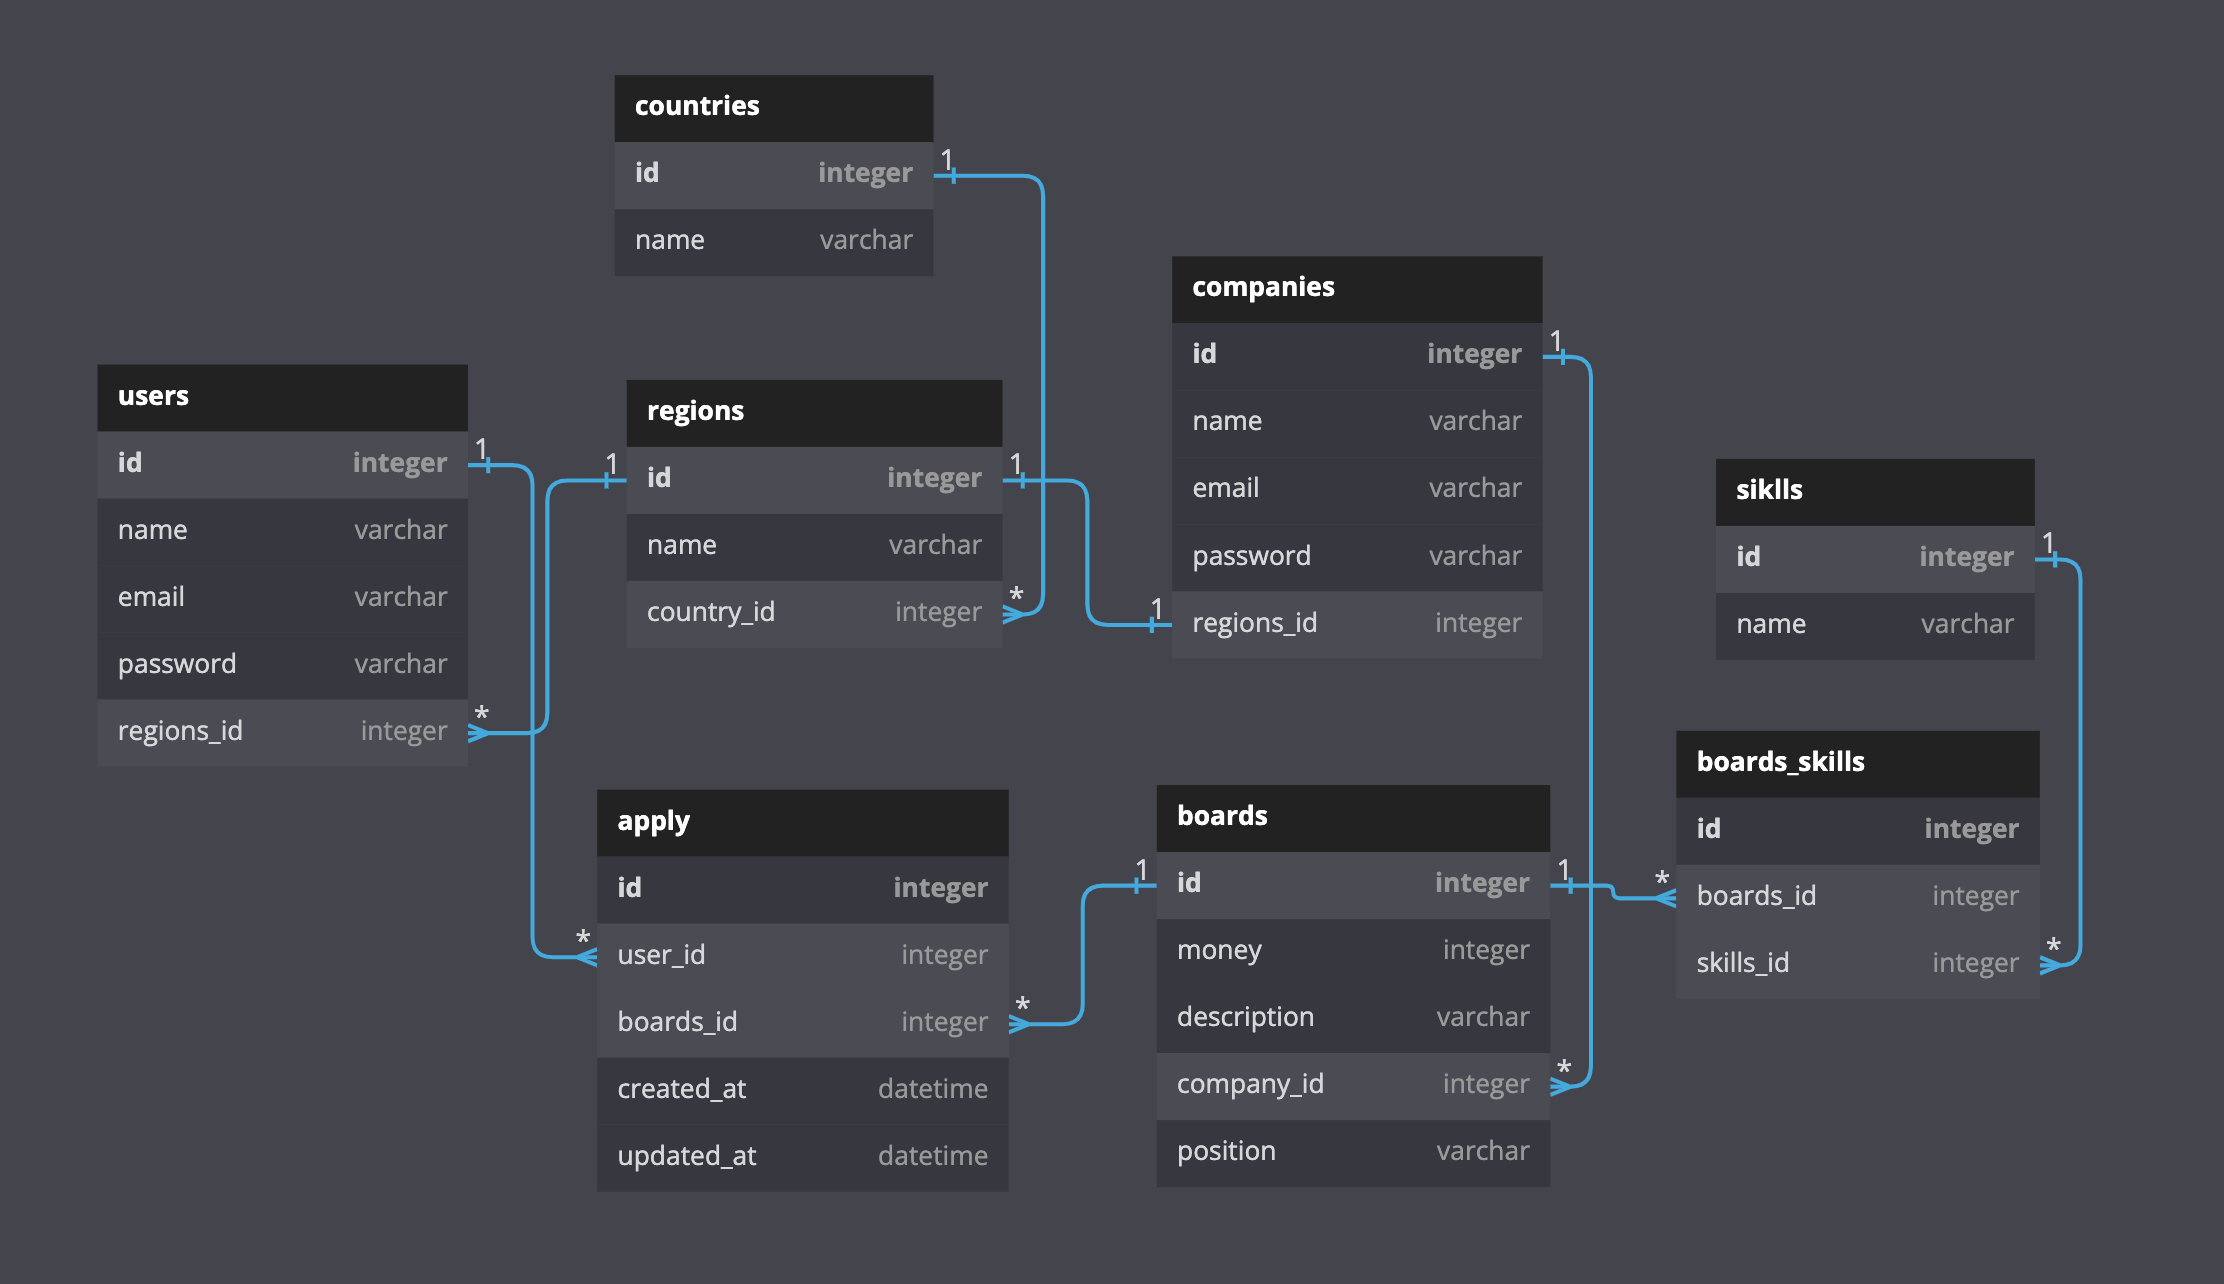 countries
id integer
name varchar
companies
id integer
name varchar
email varchar
password varchar
regions_id integer
users
id integer
name varchar
email varchar
password varchar
regions_id integer
regions
id integer
name varchar
country_id integer
siklls
id integer
name varchar
boards_skills
id integer
boards_id integer
skills_id integer
apply
id integer
user_id integer
boards_id integer
created_at datetime
updated_at datetime
boards
id integer
money integer
description varchar
company_id integer
position varchar
1
1
1
1
1
1
*
1
*
1
*
1
1
*
*
*
*
*